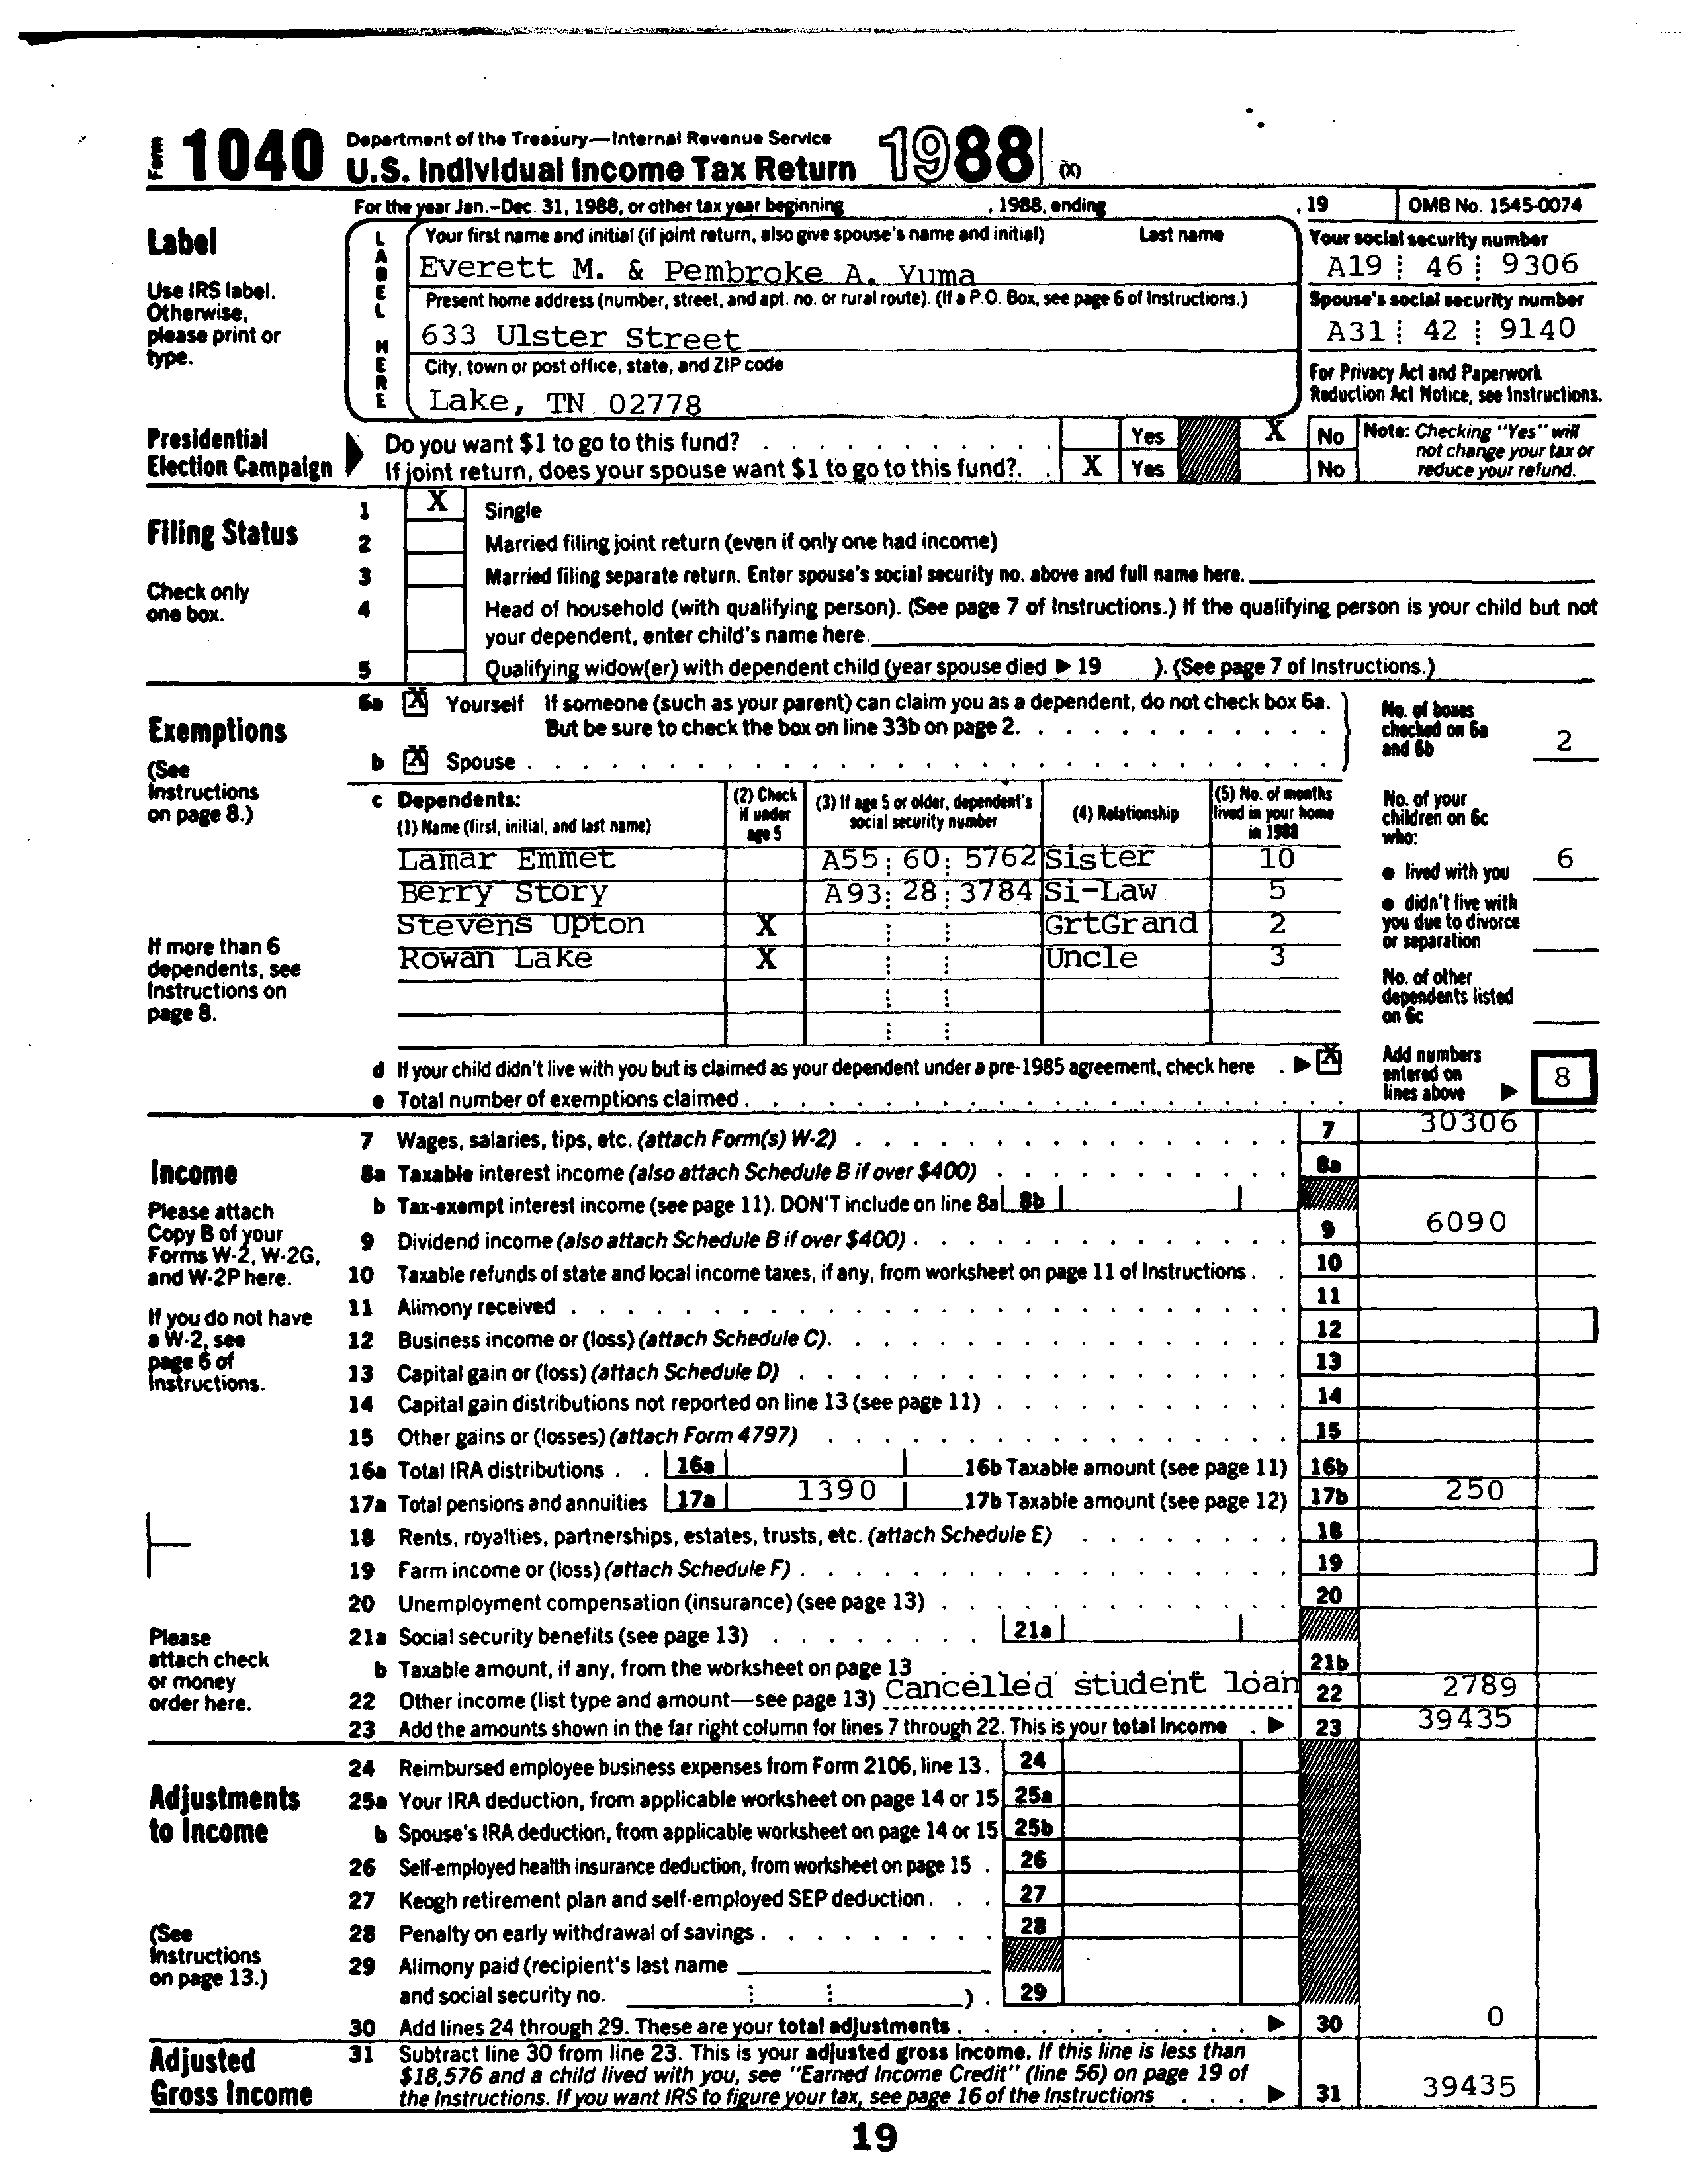 Form 1040 Department of the Treasury—Internal Revenue Service
U.S. Individual Income Tax Return 1988 (X)
For the year Jan.-Dec. 31, 1988, or other tax year beginning , 1988, ending , 19 OMB No. 1545-0074
Label
Use IRS label.
Otherwise,
please print or
type.
LABEL HERE
Your first name and initial (if joint return, also give spouse's name and initial) Last name
Everett M. & Pembroke A. Yuma
Your social security number
A19 46 9306
Present home address (number, street, and apt. no. or rural route). (If a P.O. Box, see page 6 of Instructions.)
633 Ulster Street
Spouse's social security number
A31 42 9140
City, town or post office, state, and ZIP code
Lake, TN 02778
For Privacy Act and Paperwork
Reduction Act Notice, see Instructions.
Presidential
Election Campaign
Do you want $1 to go to this fund? Yes X No
If joint return, does your spouse want $1 to go to this fund? X Yes No
Note: Checking "Yes" will
not change your tax or
reduce your refund.
Filing Status
Check only
one box.
1 X Single
2 Married filing joint return (even if only one had income)
3 Married filing separate return. Enter spouse's social security no. above and full name here.
4 Head of household (with qualifying person). (See page 7 of Instructions.) If the qualifying person is your child but not
your dependent, enter child's name here.
5 Qualifying widow(er) with dependent child (year spouse died ▶ 19 ). (See page 7 of Instructions.)
Exemptions
(See
Instructions
on page 8.)
If more than 6
dependents, see
Instructions on
page 8.
6a X Yourself If someone (such as your parent) can claim you as a dependent, do not check box 6a.
But be sure to check the box on line 33b on page 2.
b X Spouse
No. of boxes
checked on 6a
and 6b 2
c Dependents:
(1) Name (first, initial, and last name)
(2) Check
if under
age 5
(3) If age 5 or older, dependent's
social security number
(4) Relationship
(5) No. of months
lived in your home
in 1988
Lamar Emmet A55 60 5762 Sister 10
Berry Story A93 28 3784 Si-Law 5
Stevens Upton X GrtGrand 2
Rowan Lake X Uncle 3
No. of your
children on 6c
who:
● lived with you 6
● didn't live with
you due to divorce
or separation
No. of other
dependents listed
on 6c
d If your child didn't live with you but is claimed as your dependent under a pre-1985 agreement, check here ▶ X
e Total number of exemptions claimed
Add numbers
entered on
lines above ▶ 8
Income
Please attach
Copy B of your
Forms W-2, W-2G,
and W-2P here.
If you do not have
a W-2, see
page 6 of
Instructions.
Please
attach check
or money
order here.
7 Wages, salaries, tips, etc. (attach Form(s) W-2) 7 30306
8a Taxable interest income (also attach Schedule B if over $400) 8a
b Tax-exempt interest income (see page 11). DON'T include on line 8a 8b
9 Dividend income (also attach Schedule B if over $400) 9 6090
10 Taxable refunds of state and local income taxes, if any, from worksheet on page 11 of Instructions 10
11 Alimony received 11
12 Business income or (loss) (attach Schedule C) 12
13 Capital gain or (loss) (attach Schedule D) 13
14 Capital gain distributions not reported on line 13 (see page 11) 14
15 Other gains or (losses) (attach Form 4797) 15
16a Total IRA distributions 16a 16b Taxable amount (see page 11) 16b
17a Total pensions and annuities 17a 1390 17b Taxable amount (see page 12) 17b 250
18 Rents, royalties, partnerships, estates, trusts, etc. (attach Schedule E) 18
19 Farm income or (loss) (attach Schedule F) 19
20 Unemployment compensation (insurance) (see page 13) 20
21a Social security benefits (see page 13) 21a
b Taxable amount, if any, from the worksheet on page 13 21b
22 Other income (list type and amount—see page 13) Cancelled student loan 22 2789
23 Add the amounts shown in the far right column for lines 7 through 22. This is your total income ▶ 23 39435
Adjustments
to Income
(See
Instructions
on page 13.)
24 Reimbursed employee business expenses from Form 2106, line 13. 24
25a Your IRA deduction, from applicable worksheet on page 14 or 15 25a
b Spouse's IRA deduction, from applicable worksheet on page 14 or 15 25b
26 Self-employed health insurance deduction, from worksheet on page 15 26
27 Keogh retirement plan and self-employed SEP deduction 27
28 Penalty on early withdrawal of savings 28
29 Alimony paid (recipient's last name
and social security no. ) 29
30 Add lines 24 through 29. These are your total adjustments ▶ 30 0
Adjusted
Gross Income
31 Subtract line 30 from line 23. This is your adjusted gross income. If this line is less than
$18,576 and a child lived with you, see "Earned Income Credit" (line 56) on page 19 of
the Instructions. If you want IRS to figure your tax, see page 16 of the Instructions ▶ 31 39435
19